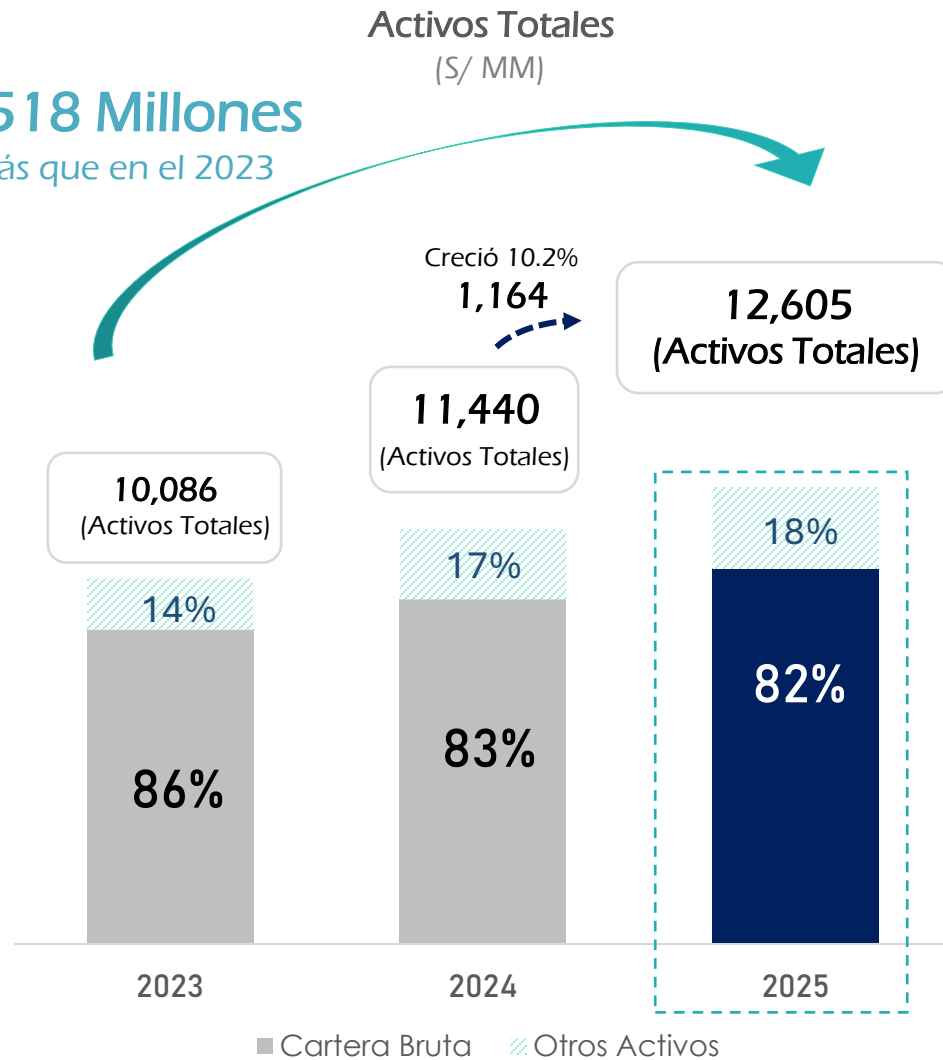 Activos Totales
(S/ MM)
518 Millones
ás que en el 2023
Creció 10.2%
1,164
12,605
(Activos Totales)
11,440
(Activos Totales)
10,086
(Activos Totales)
14%
17%
18%
86%
83%
82%
2023
2024
2025
Cartera Bruta
Otros Activos